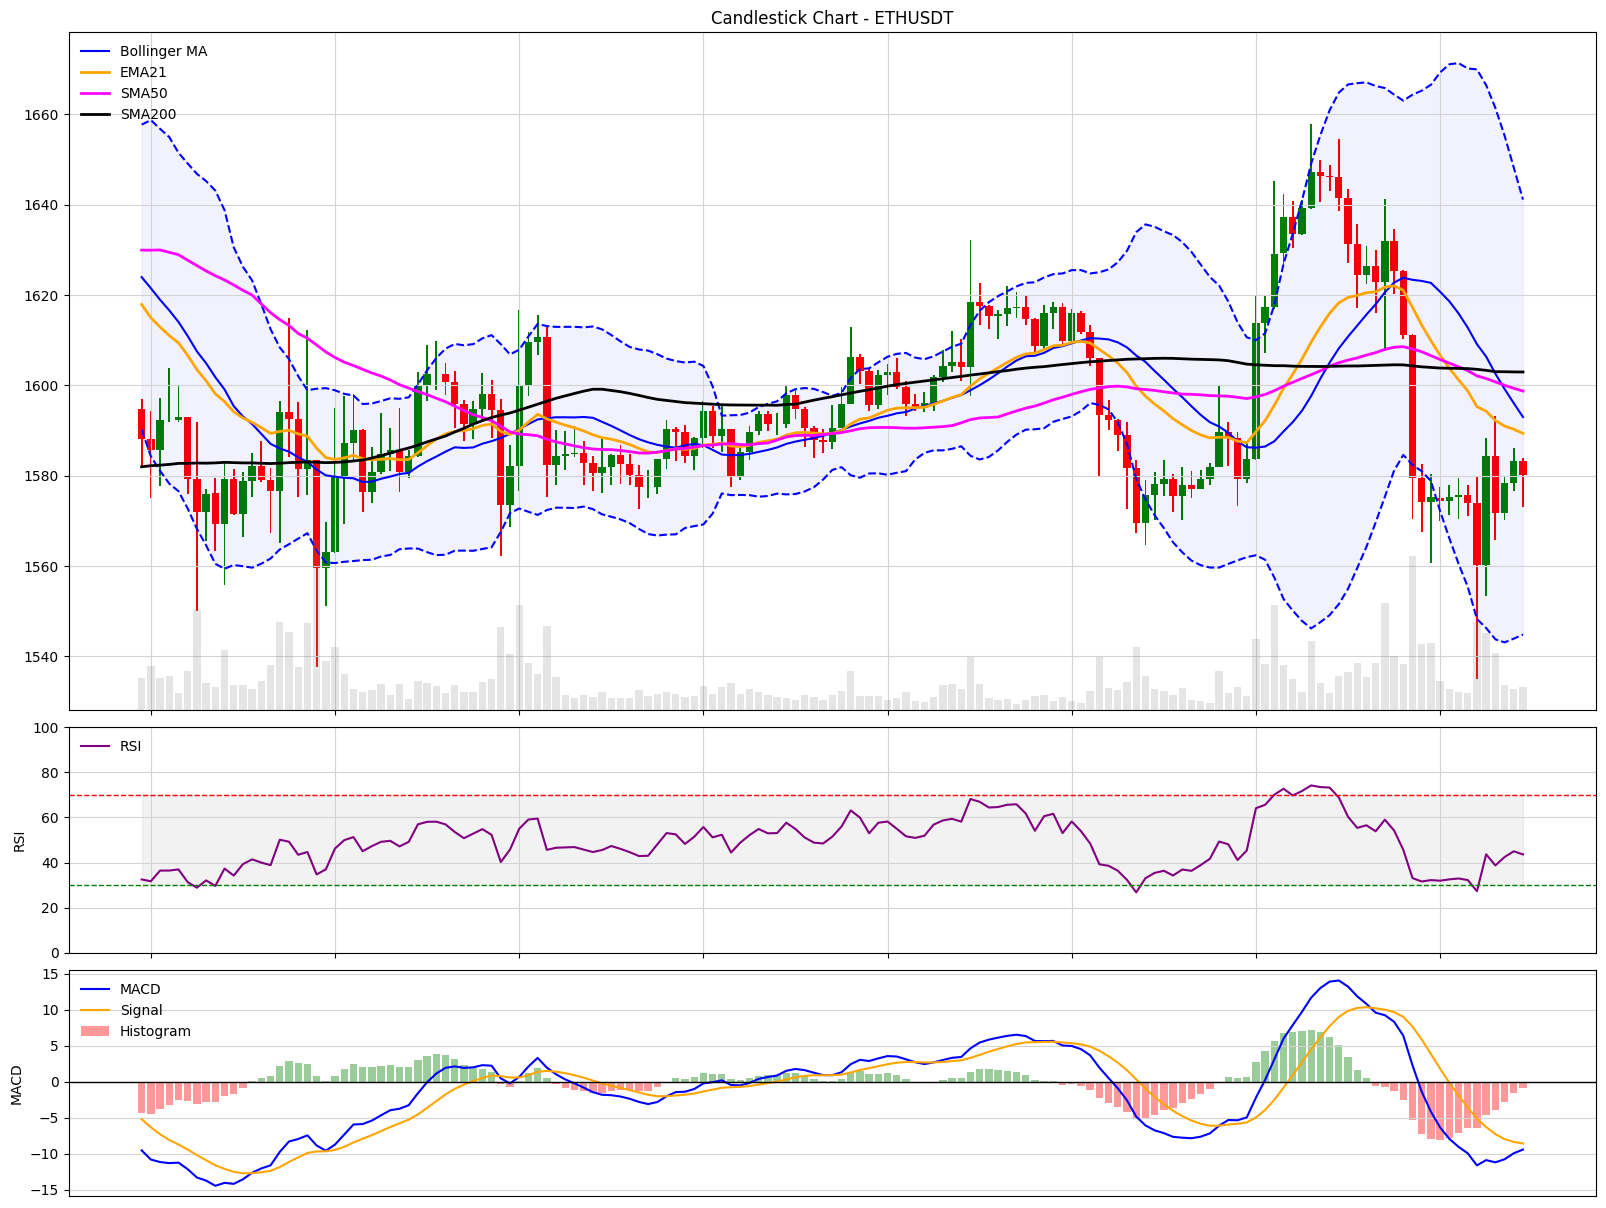 Candlestick Chart - ETHUSDT
Bollinger MA
EMA21
SMA50
SMA200
1660
1640
1620
1600
1580
1560
1540
RSI
100
80
60
40
20
0
RSI
MACD
Signal
Histogram
15
10
5
0
−5
−10
−15
MACD